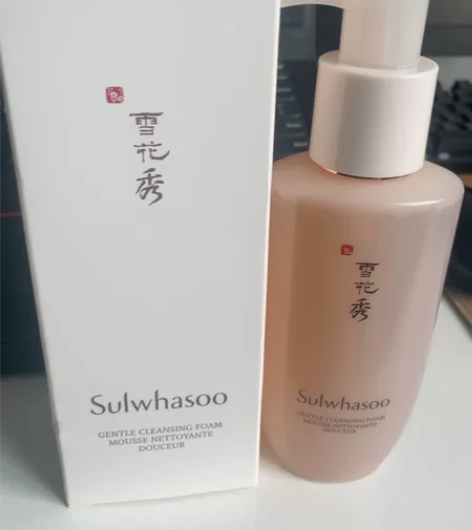 雪
花
秀
Sulwhasoo
GENTLE CLEANSING FOAM
MOUSSE NETTOYANTE
DOUCEUR
雪
花
秀
Sulwhasoo
GENTLE CLEANSING FOAM
MOUSSE NETTOYANTE
DOUCEUR